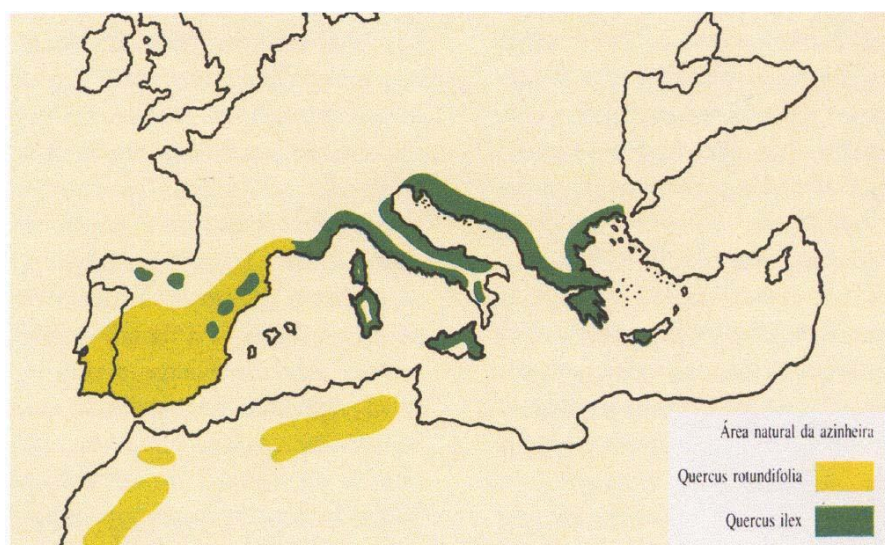 Área natural da azinheira
Quercus rotundifolia
Quercus ilex